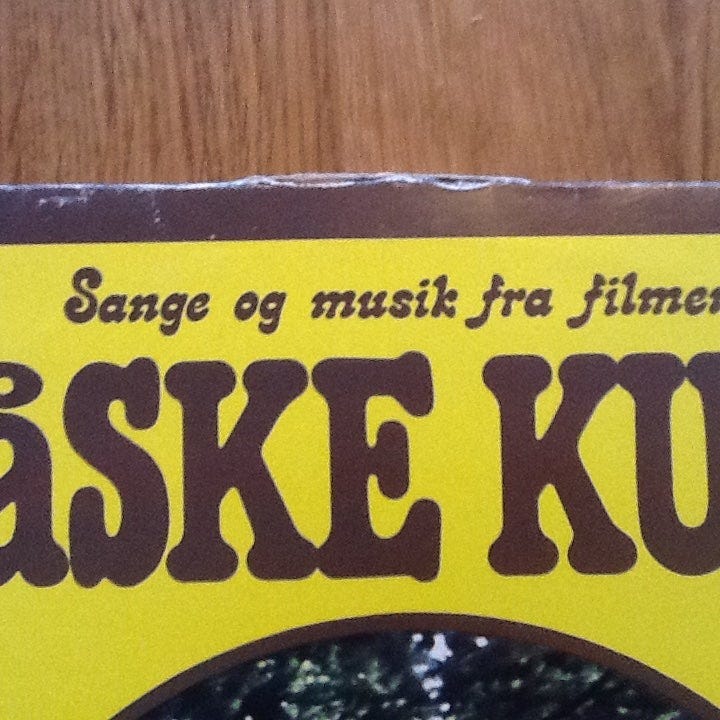 Sange og musik fra filmen
åSKE KU